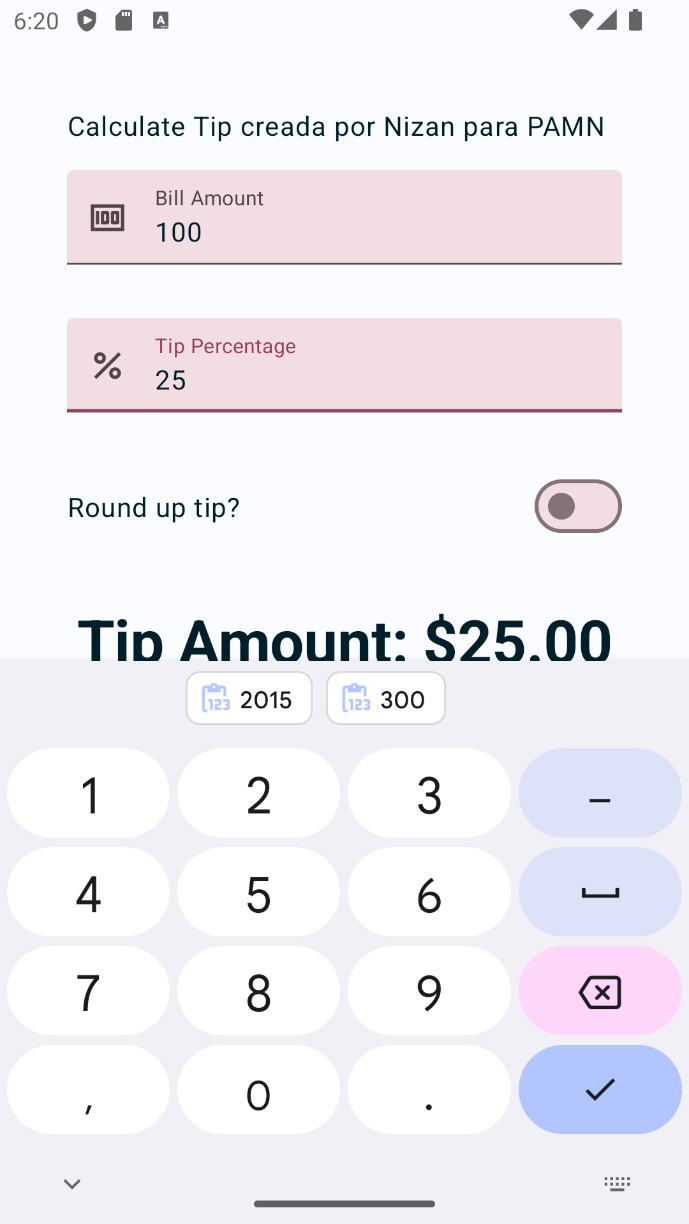 6:20
Calculate Tip creada por Nizan para PAMN
Bill Amount
100
Tip Percentage
25
Round up tip?
Tip Amount: $25.00
2015 300
1 2 3 –
4 5 6
7 8 9
, 0 .